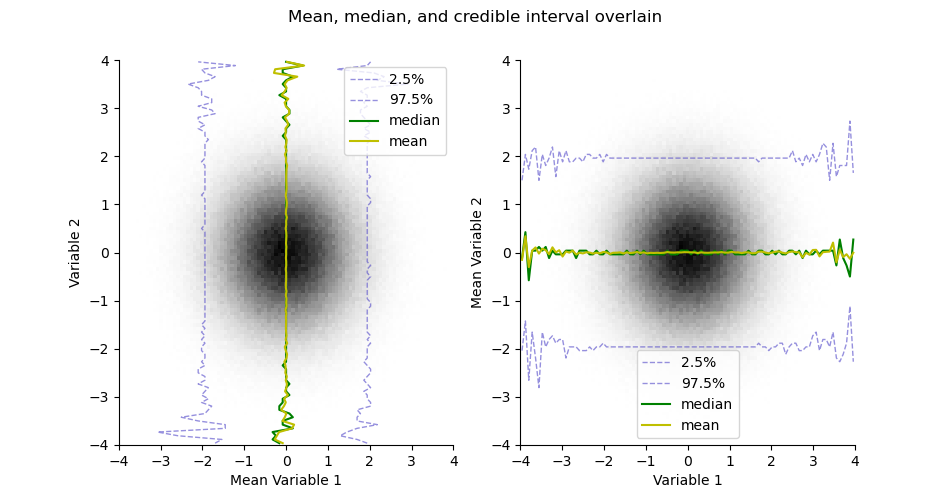 Mean, median, and credible interval overlain
4
3
2
1
0
−1
−2
−3
−4
Variable 2
−4 −3 −2 −1 0 1 2 3 4
Mean Variable 1
2.5%
97.5%
median
mean
4
3
2
1
0
−1
−2
−3
−4
Mean Variable 2
−4 −3 −2 −1 0 1 2 3 4
Variable 1
2.5%
97.5%
median
mean